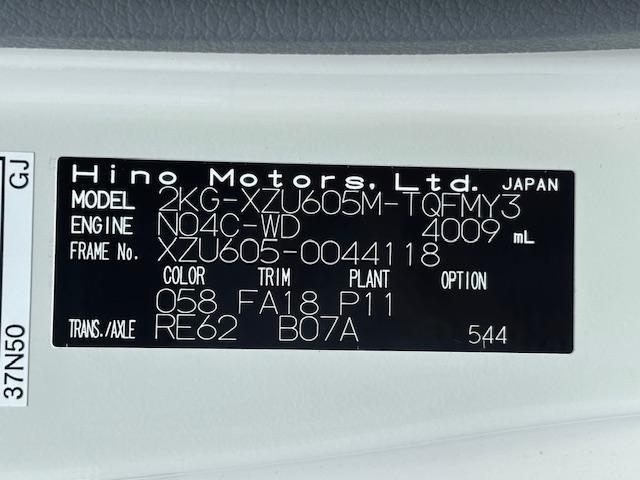 Hino Motors, Ltd. JAPAN
MODEL 2KG-XZU605M-TQFMY3
ENGINE N04C-WD 4009 mL
FRAME No. XZU605-0044118
COLOR TRIM PLANT OPTION
058 FA18 P11
TRANS./AXLE RE62 B07A 544
37N50 GJ